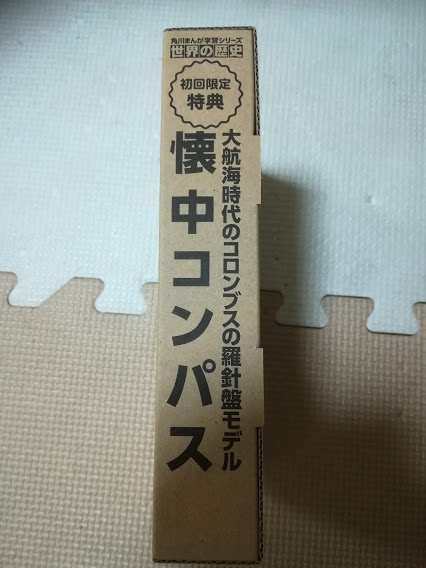 角川まんが学習シリーズ
世界の歴史
初回限定
特典
大航海時代のコロンブスの羅針盤モデル
懐中コンパス